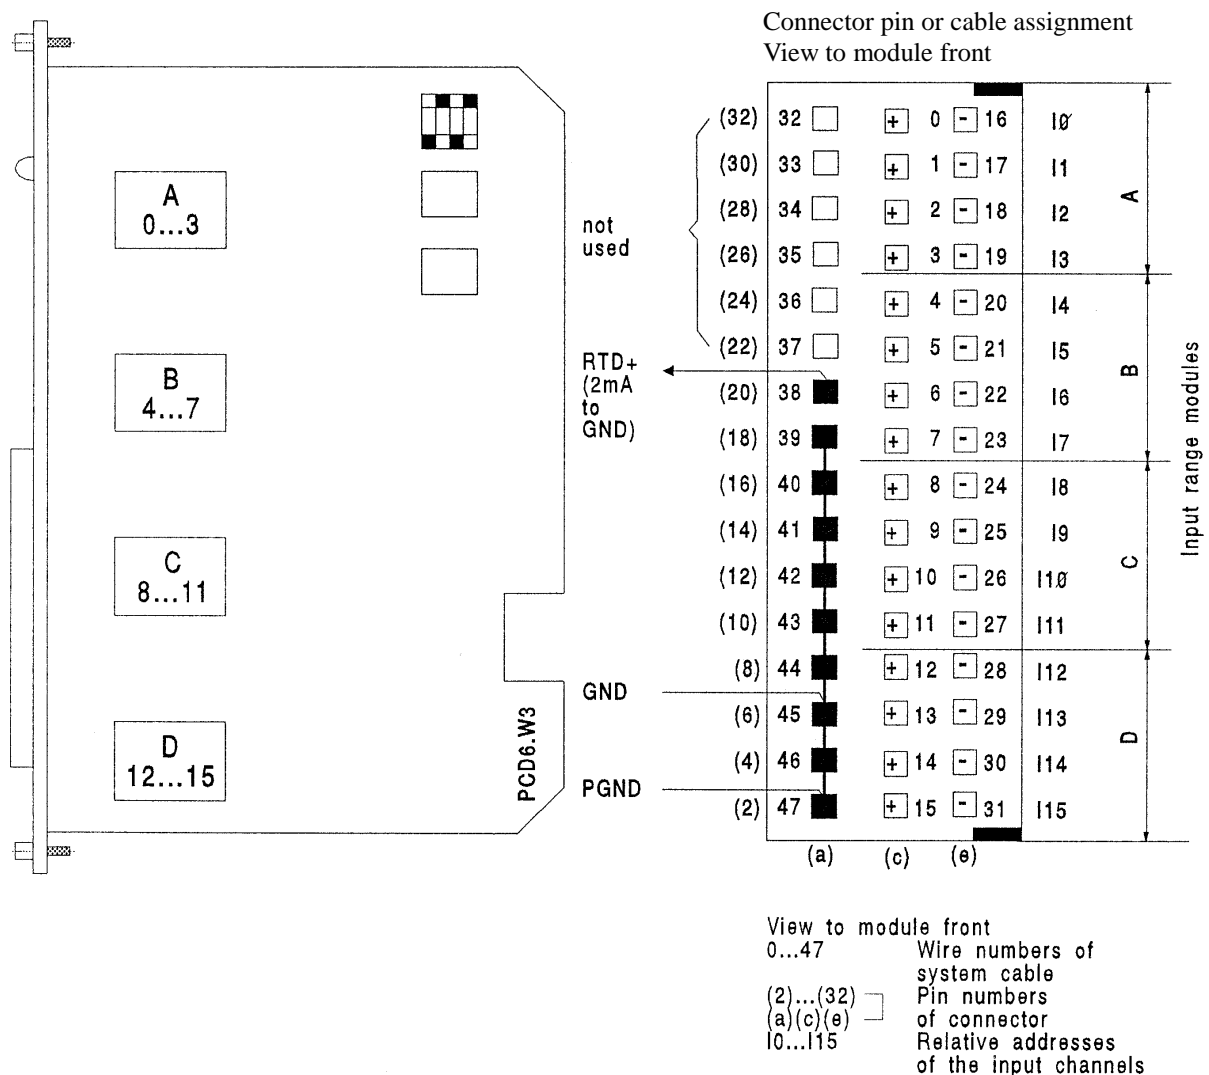 Connector pin or cable assignment
View to module front
A
0...3
B
4...7
C
8...11
D
12...15
PCD6.W3
not
used
RTD+
(2mA
to
GND)
GND
PGND
(32) 32 + 0 - 16 I0
(30) 33 + 1 - 17 I1
(28) 34 + 2 - 18 I2
(26) 35 + 3 - 19 I3
(24) 36 + 4 - 20 I4
(22) 37 + 5 - 21 I5
(20) 38 + 6 - 22 I6
(18) 39 + 7 - 23 I7
(16) 40 + 8 - 24 I8
(14) 41 + 9 - 25 I9
(12) 42 + 10 - 26 I10
(10) 43 + 11 - 27 I11
(8) 44 + 12 - 28 I12
(6) 45 + 13 - 29 I13
(4) 46 + 14 - 30 I14
(2) 47 + 15 - 31 I15
(a) (c) (e)
A
B
C
D
Input range modules
View to module front
0...47 Wire numbers of
system cable
(2)...(32) Pin numbers
(a)(c)(e) of connector
I0...I15 Relative addresses
of the input channels